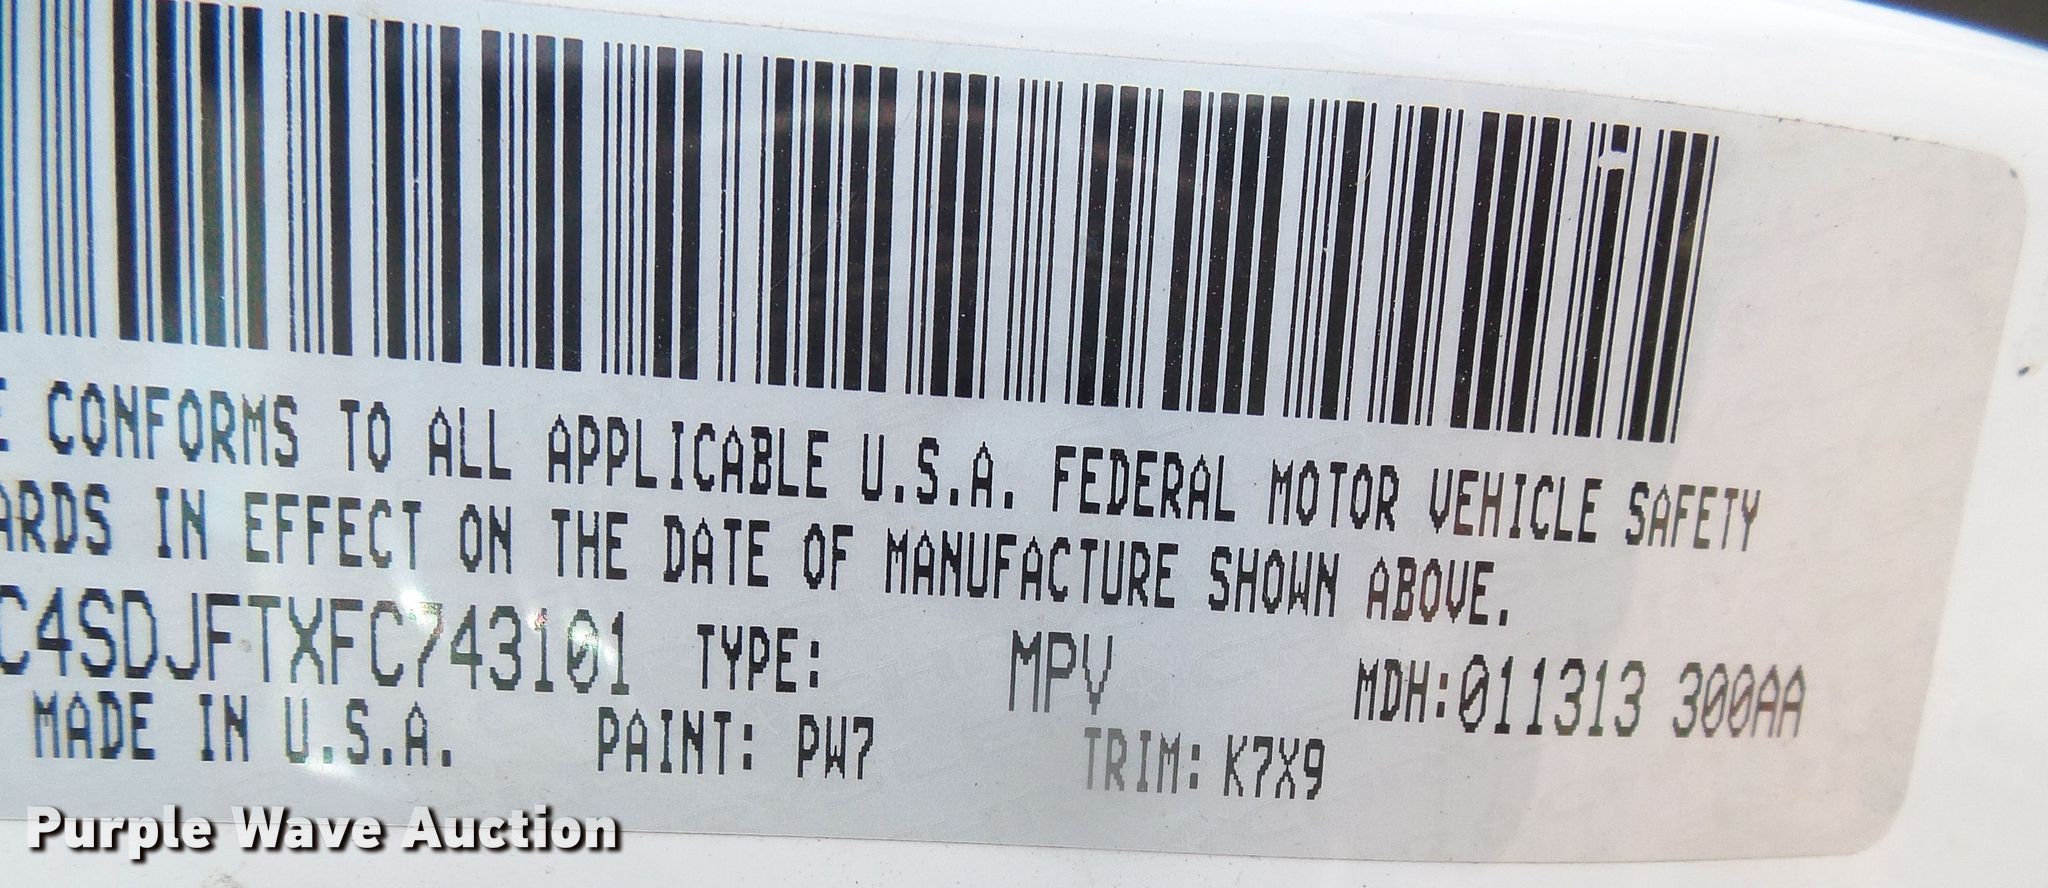 E CONFORMS TO ALL APPLICABLE U.S.A. FEDERAL MOTOR VEHICLE SAFETY
ARDS IN EFFECT ON THE DATE OF MANUFACTURE SHOWN ABOVE.
C4SDJFTXFC743101 TYPE: MPV MDH:011313 300AA
MADE IN U.S.A. PAINT: PW7 TRIM: K7X9
Purple Wave Auction